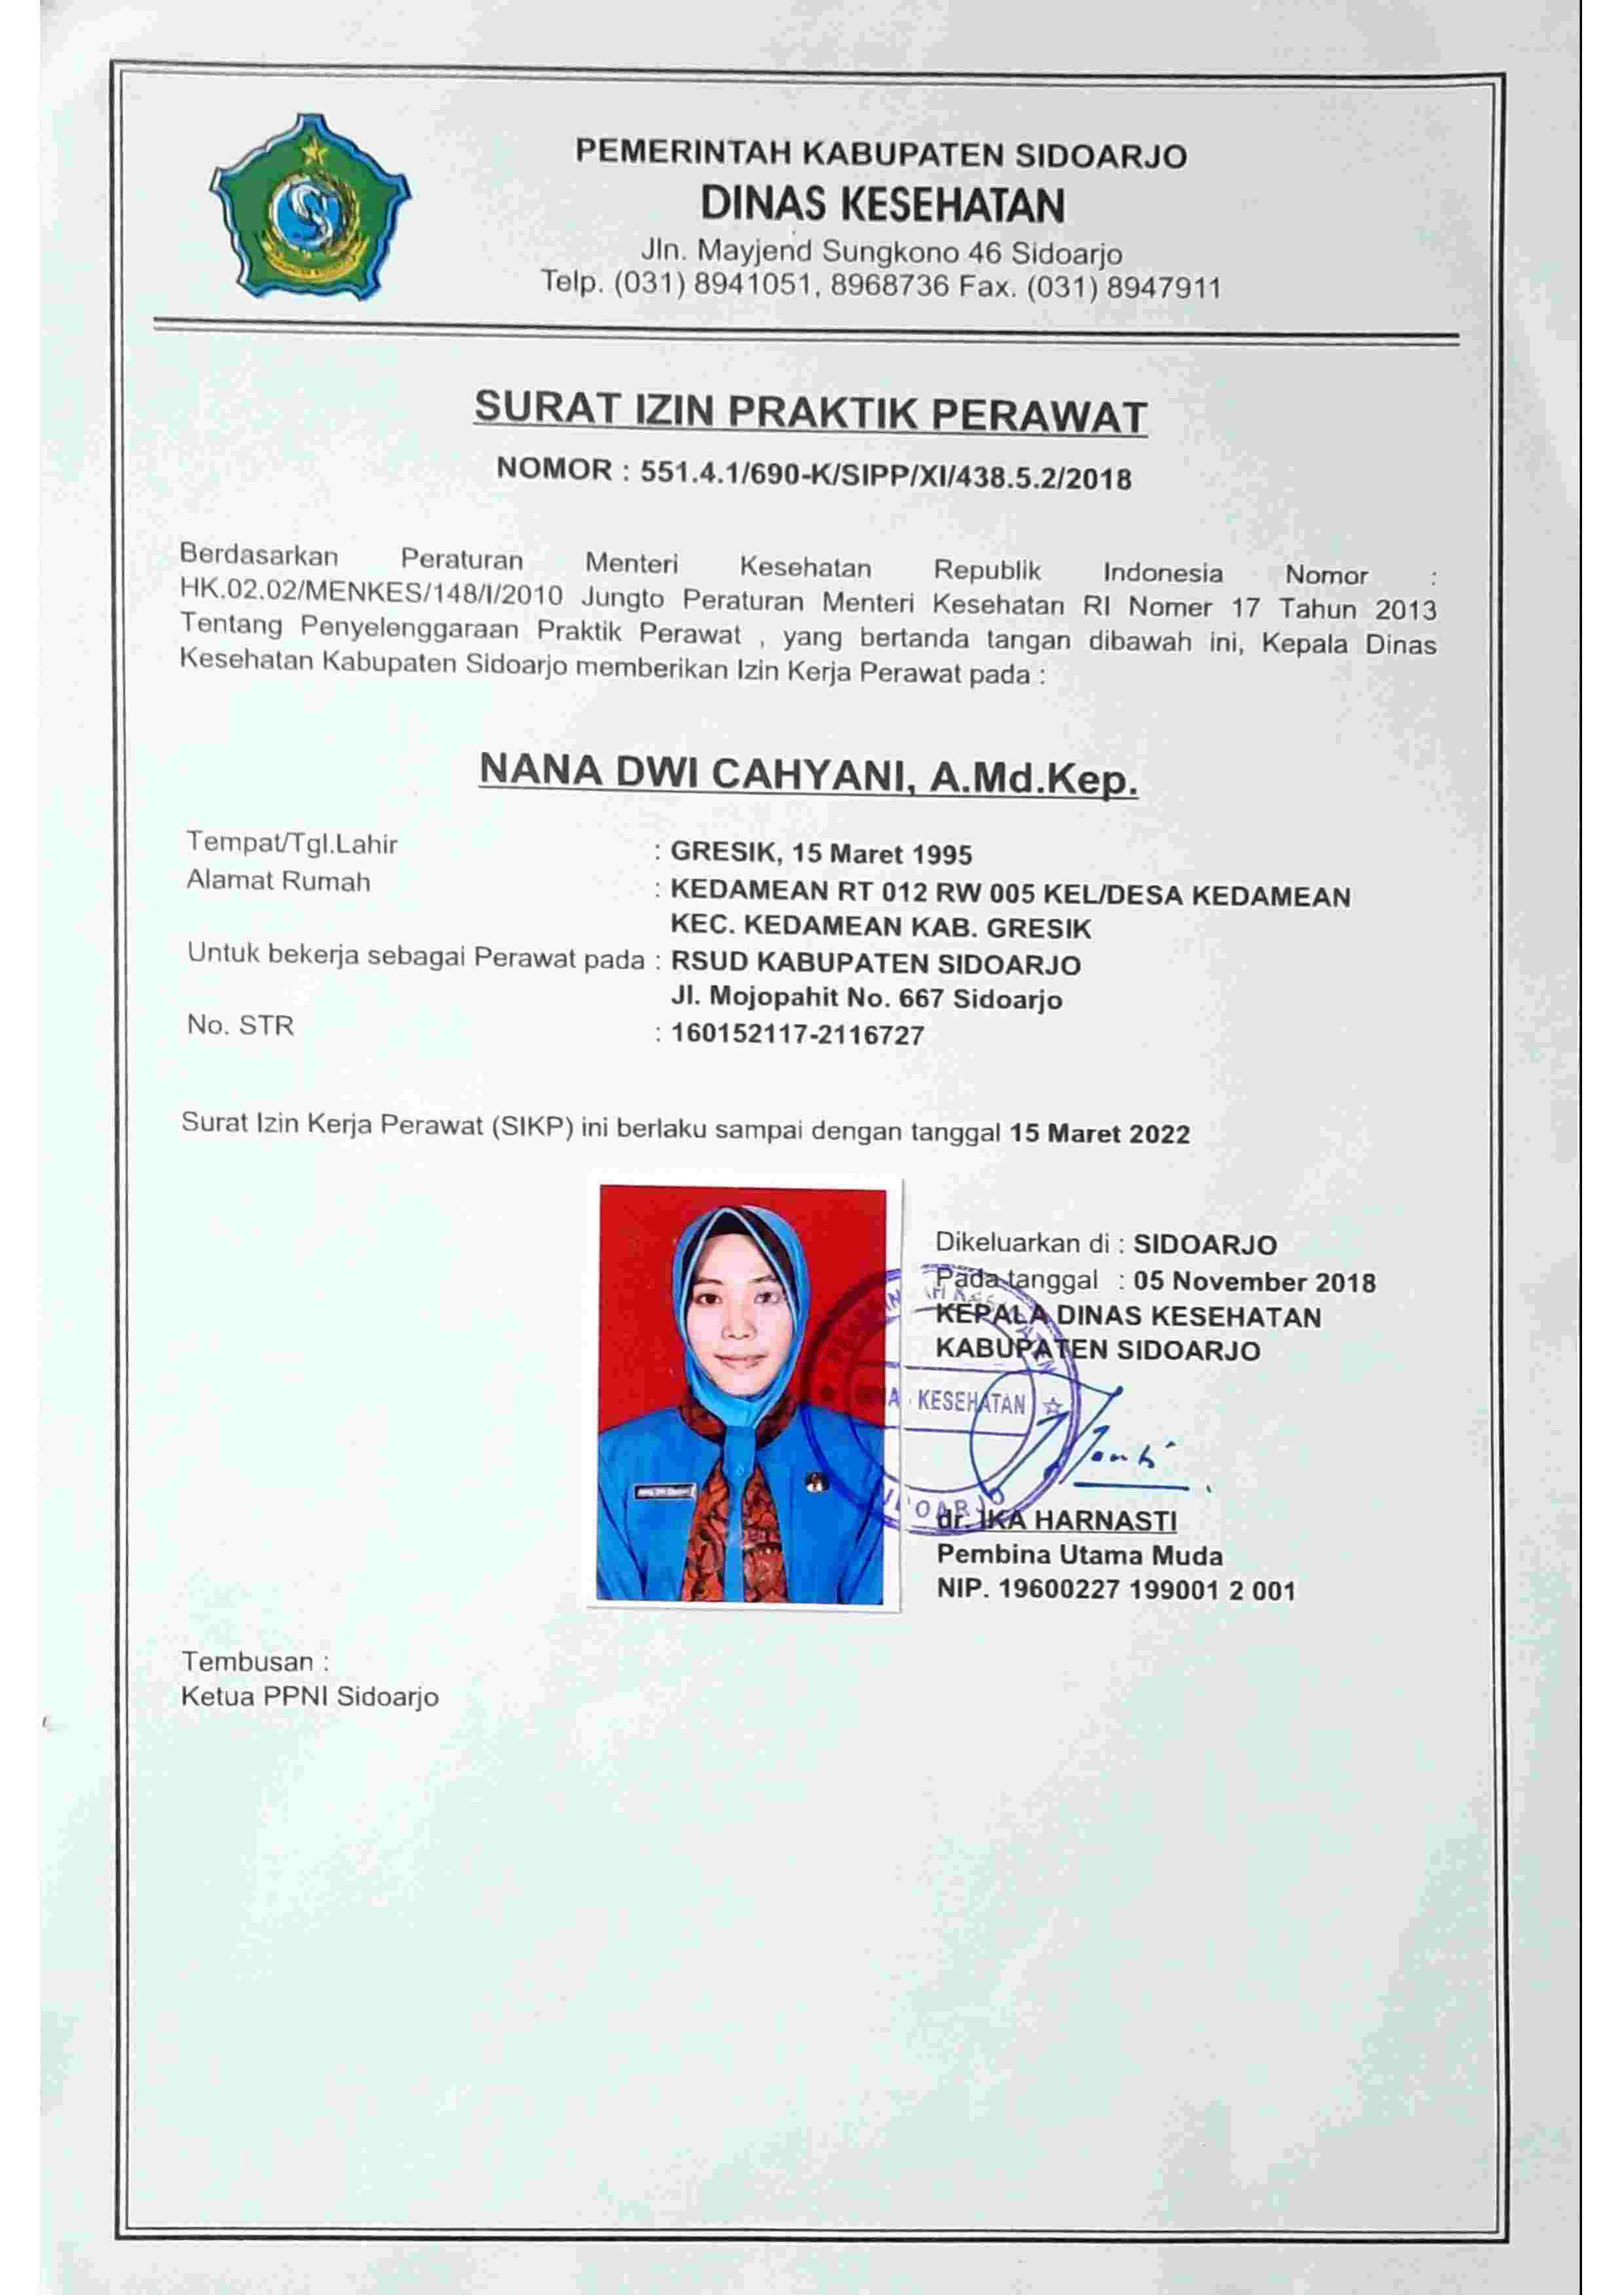 PEMERINTAH KABUPATEN SIDOARJO
DINAS KESEHATAN
Jln. Mayjend Sungkono 46 Sidoarjo
Telp. (031) 8941051, 8968736 Fax. (031) 8947911
SURAT IZIN PRAKTIK PERAWAT
NOMOR : 551.4.1/690-K/SIPP/XI/438.5.2/2018
Berdasarkan Peraturan Menteri Kesehatan Republik Indonesia Nomor :
HK.02.02/MENKES/148/I/2010 Jungto Peraturan Menteri Kesehatan RI Nomer 17 Tahun 2013
Tentang Penyelenggaraan Praktik Perawat , yang bertanda tangan dibawah ini, Kepala Dinas
Kesehatan Kabupaten Sidoarjo memberikan Izin Kerja Perawat pada :
NANA DWI CAHYANI, A.Md.Kep.
Tempat/Tgl.Lahir : GRESIK, 15 Maret 1995
Alamat Rumah : KEDAMEAN RT 012 RW 005 KEL/DESA KEDAMEAN
KEC. KEDAMEAN KAB. GRESIK
Untuk bekerja sebagai Perawat pada : RSUD KABUPATEN SIDOARJO
Jl. Mojopahit No. 667 Sidoarjo
No. STR : 160152117-2116727
Surat Izin Kerja Perawat (SIKP) ini berlaku sampai dengan tanggal 15 Maret 2022
Dikeluarkan di : SIDOARJO
Pada tanggal : 05 November 2018
KEPALA DINAS KESEHATAN
KABUPATEN SIDOARJO
KESEHATAN
dr. IKA HARNASTI
Pembina Utama Muda
NIP. 19600227 199001 2 001
Tembusan :
Ketua PPNI Sidoarjo